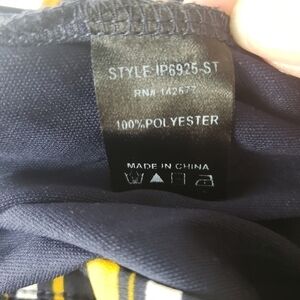 STYLE:IP6925-ST
RN# 142577
100%POLYESTER
MADE IN CHINA